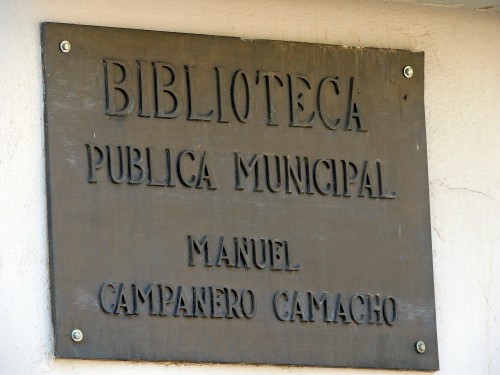 BIBLIOTECA
PUBLICA MUNICIPAL
MANUEL
CAMPANERO CAMACHO